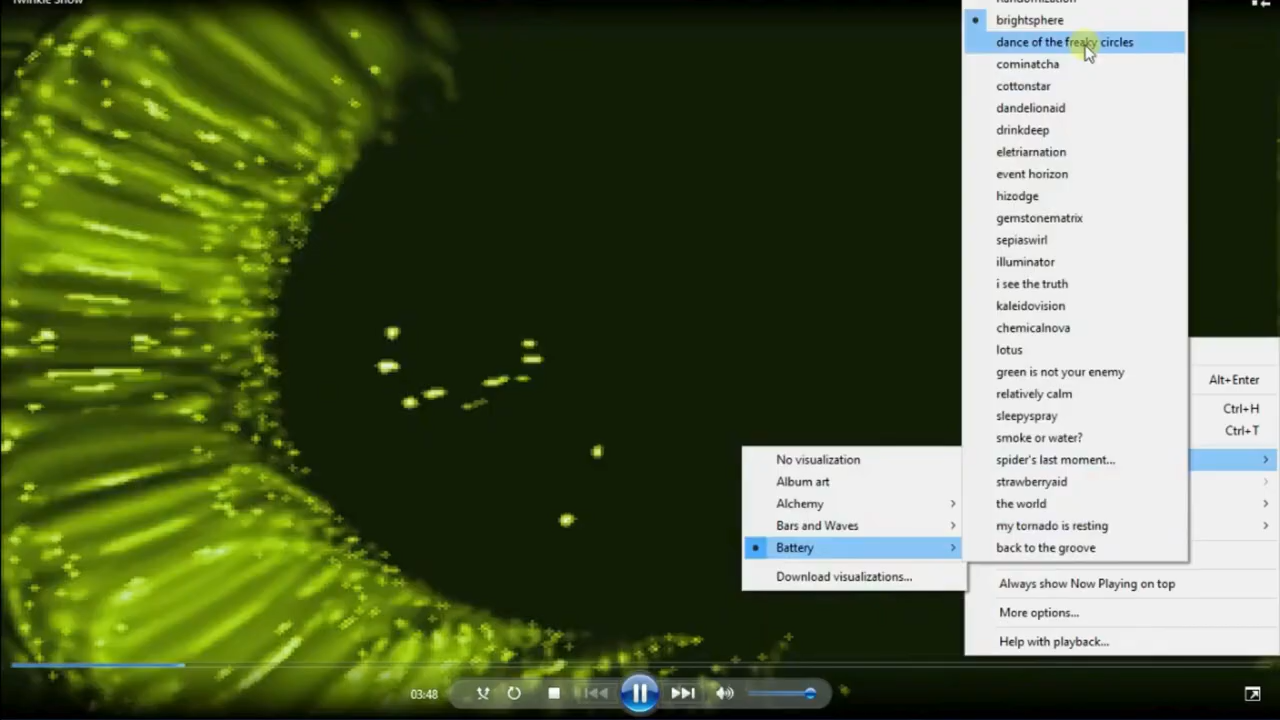 Twinkle Show
Randomization
brightsphere
dance of the freaky circles
cominatcha
cottonstar
dandelionaid
drinkdeep
eletriarnation
event horizon
hizodge
gemstonematrix
sepiaswirl
illuminator
i see the truth
kaleidovision
chemicalnova
lotus
green is not your enemy
relatively calm
sleepyspray
smoke or water?
spider's last moment...
strawberryaid
the world
my tornado is resting
back to the groove
Alt+Enter
Ctrl+H
Ctrl+T
No visualization
Album art
Alchemy
Bars and Waves
Battery
Download visualizations...
Always show Now Playing on top
More options...
Help with playback...
03:48